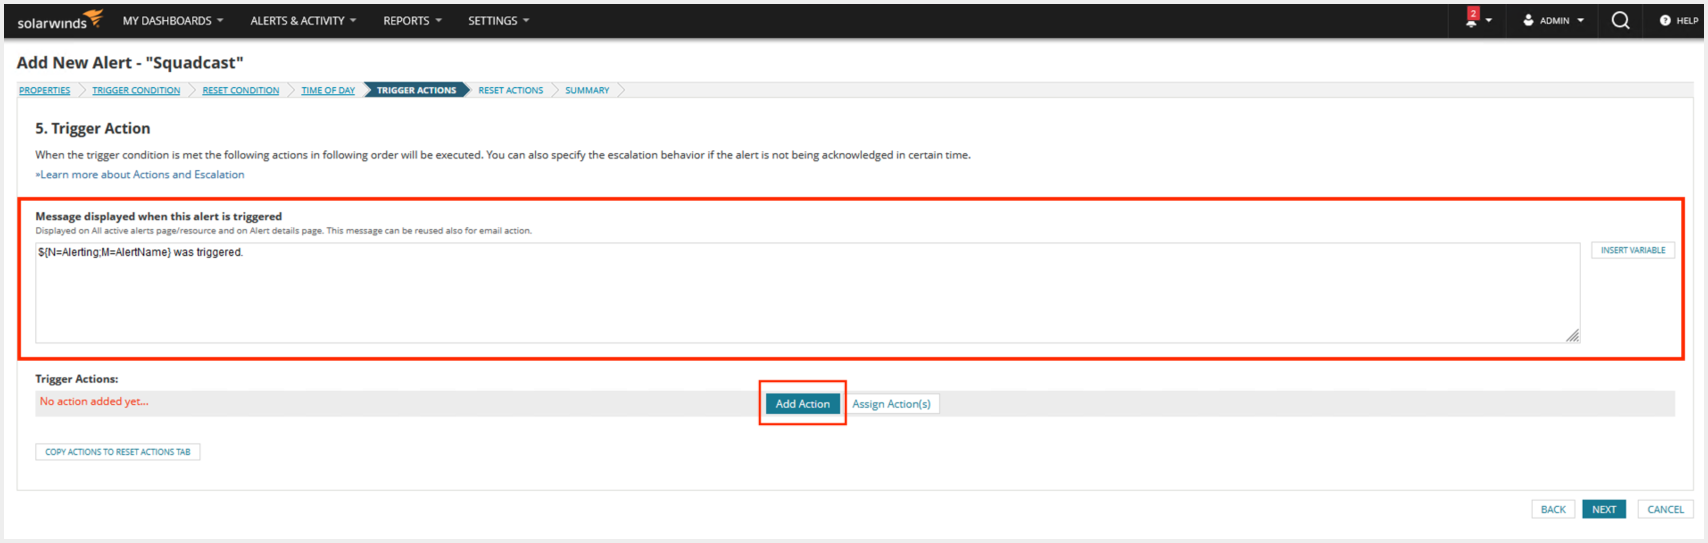 solarwinds MY DASHBOARDS ALERTS & ACTIVITY REPORTS SETTINGS 2 ADMIN HELP
Add New Alert - "Squadcast"
PROPERTIES TRIGGER CONDITION RESET CONDITION TIME OF DAY TRIGGER ACTIONS RESET ACTIONS SUMMARY
5. Trigger Action
When the trigger condition is met the following actions in following order will be executed. You can also specify the escalation behavior if the alert is not being acknowledged in certain time.
»Learn more about Actions and Escalation
Message displayed when this alert is triggered
Displayed on All active alerts page/resource and on Alert details page. This message can be reused also for email action.
${N=Alerting;M=AlertName} was triggered. INSERT VARIABLE
Trigger Actions:
No action added yet... Add Action Assign Action(s)
COPY ACTIONS TO RESET ACTIONS TAB
BACK NEXT CANCEL